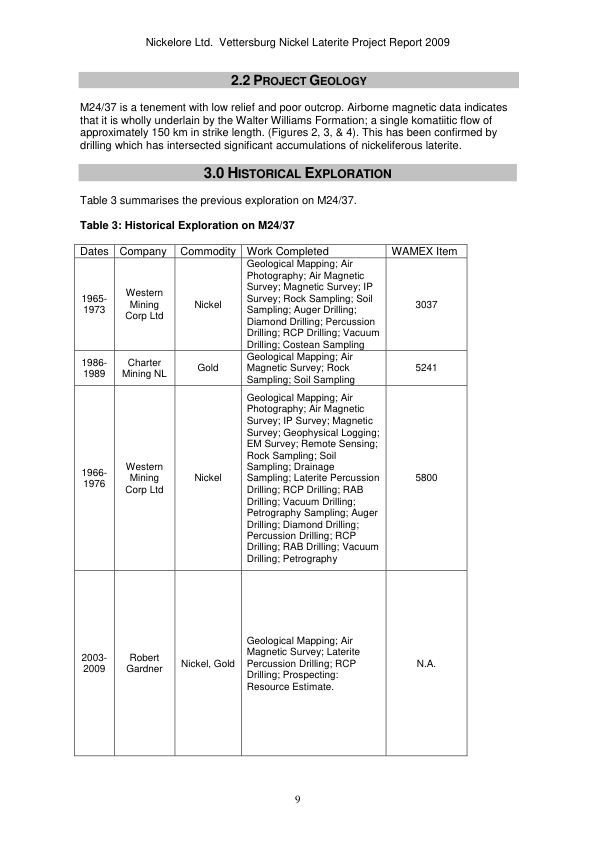 Nickelore Ltd.  Vettersburg Nickel Laterite Project Report 2009
2.2 PROJECT GEOLOGY
M24/37 is a tenement with low relief and poor outcrop. Airborne magnetic data indicates
that it is wholly underlain by the Walter Williams Formation; a single komatiitic flow of
approximately 150 km in strike length. (Figures 2, 3, & 4). This has been confirmed by
drilling which has intersected significant accumulations of nickeliferous laterite.
3.0 HISTORICAL EXPLORATION
Table 3 summarises the previous exploration on M24/37.
Table 3: Historical Exploration on M24/37
Dates Company Commodity Work Completed WAMEX Item
1965-
1973
Western
Mining
Corp Ltd
Nickel
Geological Mapping; Air
Photography; Air Magnetic
Survey; Magnetic Survey; IP
Survey; Rock Sampling; Soil
Sampling; Auger Drilling;
Diamond Drilling; Percussion
Drilling; RCP Drilling; Vacuum
Drilling; Costean Sampling
3037
1986-
1989
Charter
Mining NL
Gold
Geological Mapping; Air
Magnetic Survey; Rock
Sampling; Soil Sampling
5241
1966-
1976
Western
Mining
Corp Ltd
Nickel
Geological Mapping; Air
Photography; Air Magnetic
Survey; IP Survey; Magnetic
Survey; Geophysical Logging;
EM Survey; Remote Sensing;
Rock Sampling; Soil
Sampling; Drainage
Sampling; Laterite Percussion
Drilling; RCP Drilling; RAB
Drilling; Vacuum Drilling;
Petrography Sampling; Auger
Drilling; Diamond Drilling;
Percussion Drilling; RCP
Drilling; RAB Drilling; Vacuum
Drilling; Petrography
5800
2003-
2009
Robert
Gardner
Nickel, Gold
Geological Mapping; Air
Magnetic Survey; Laterite
Percussion Drilling; RCP
Drilling; Prospecting:
Resource Estimate.
N.A.
9